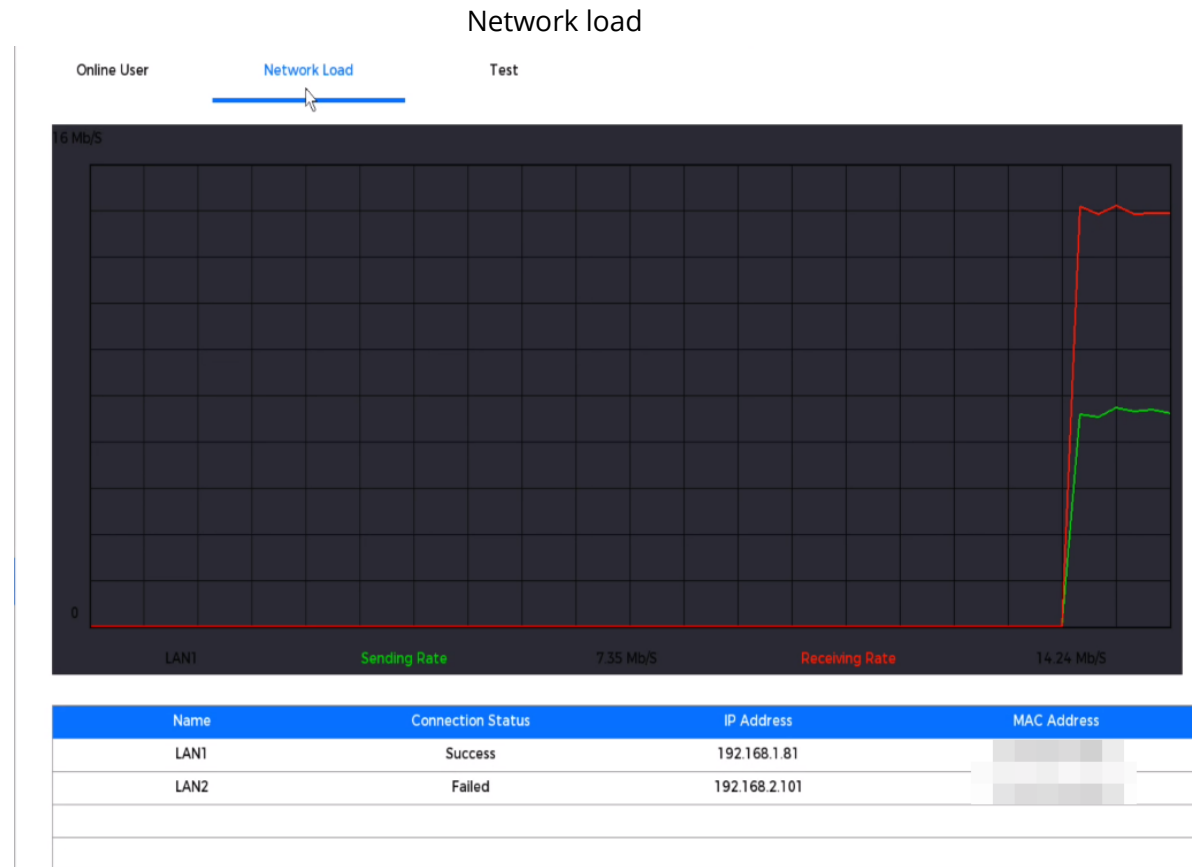 Network load
Online User Network Load Test
16 Mb/S
0
LAN1 Sending Rate 7.35 Mb/S Receiving Rate 14.24 Mb/S
Name Connection Status IP Address MAC Address
LAN1 Success 192.168.1.81
LAN2 Failed 192.168.2.101